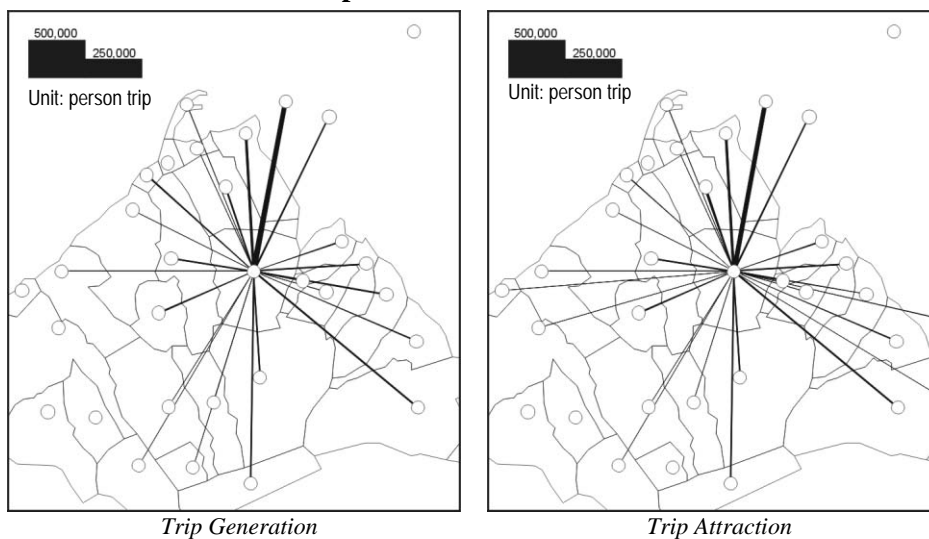 500,000
250,000
Unit: person trip
500,000
250,000
Unit: person trip
Trip Generation
Trip Attraction